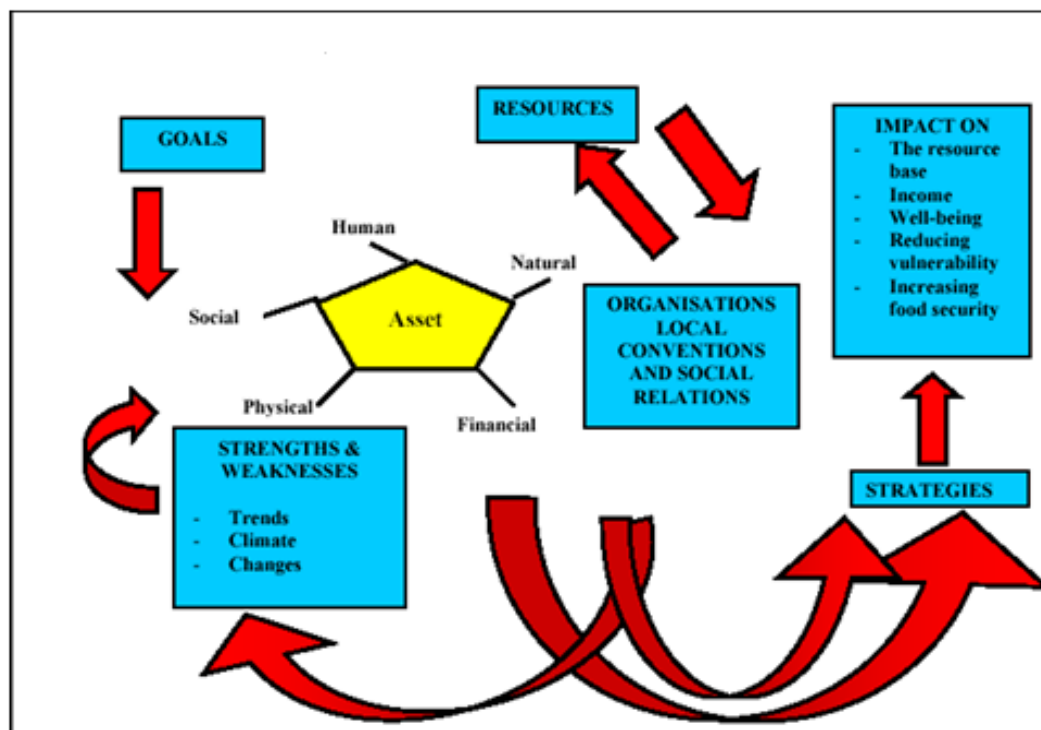 GOALS
RESOURCES
IMPACT ON
- The resource
base
- Income
- Well-being
- Reducing
vulnerability
- Increasing
food security
Human
Natural
Social
Asset
Physical
Financial
ORGANISATIONS
LOCAL
CONVENTIONS
AND SOCIAL
RELATIONS
STRENGTHS &
WEAKNESSES
- Trends
- Climate
- Changes
STRATEGIES